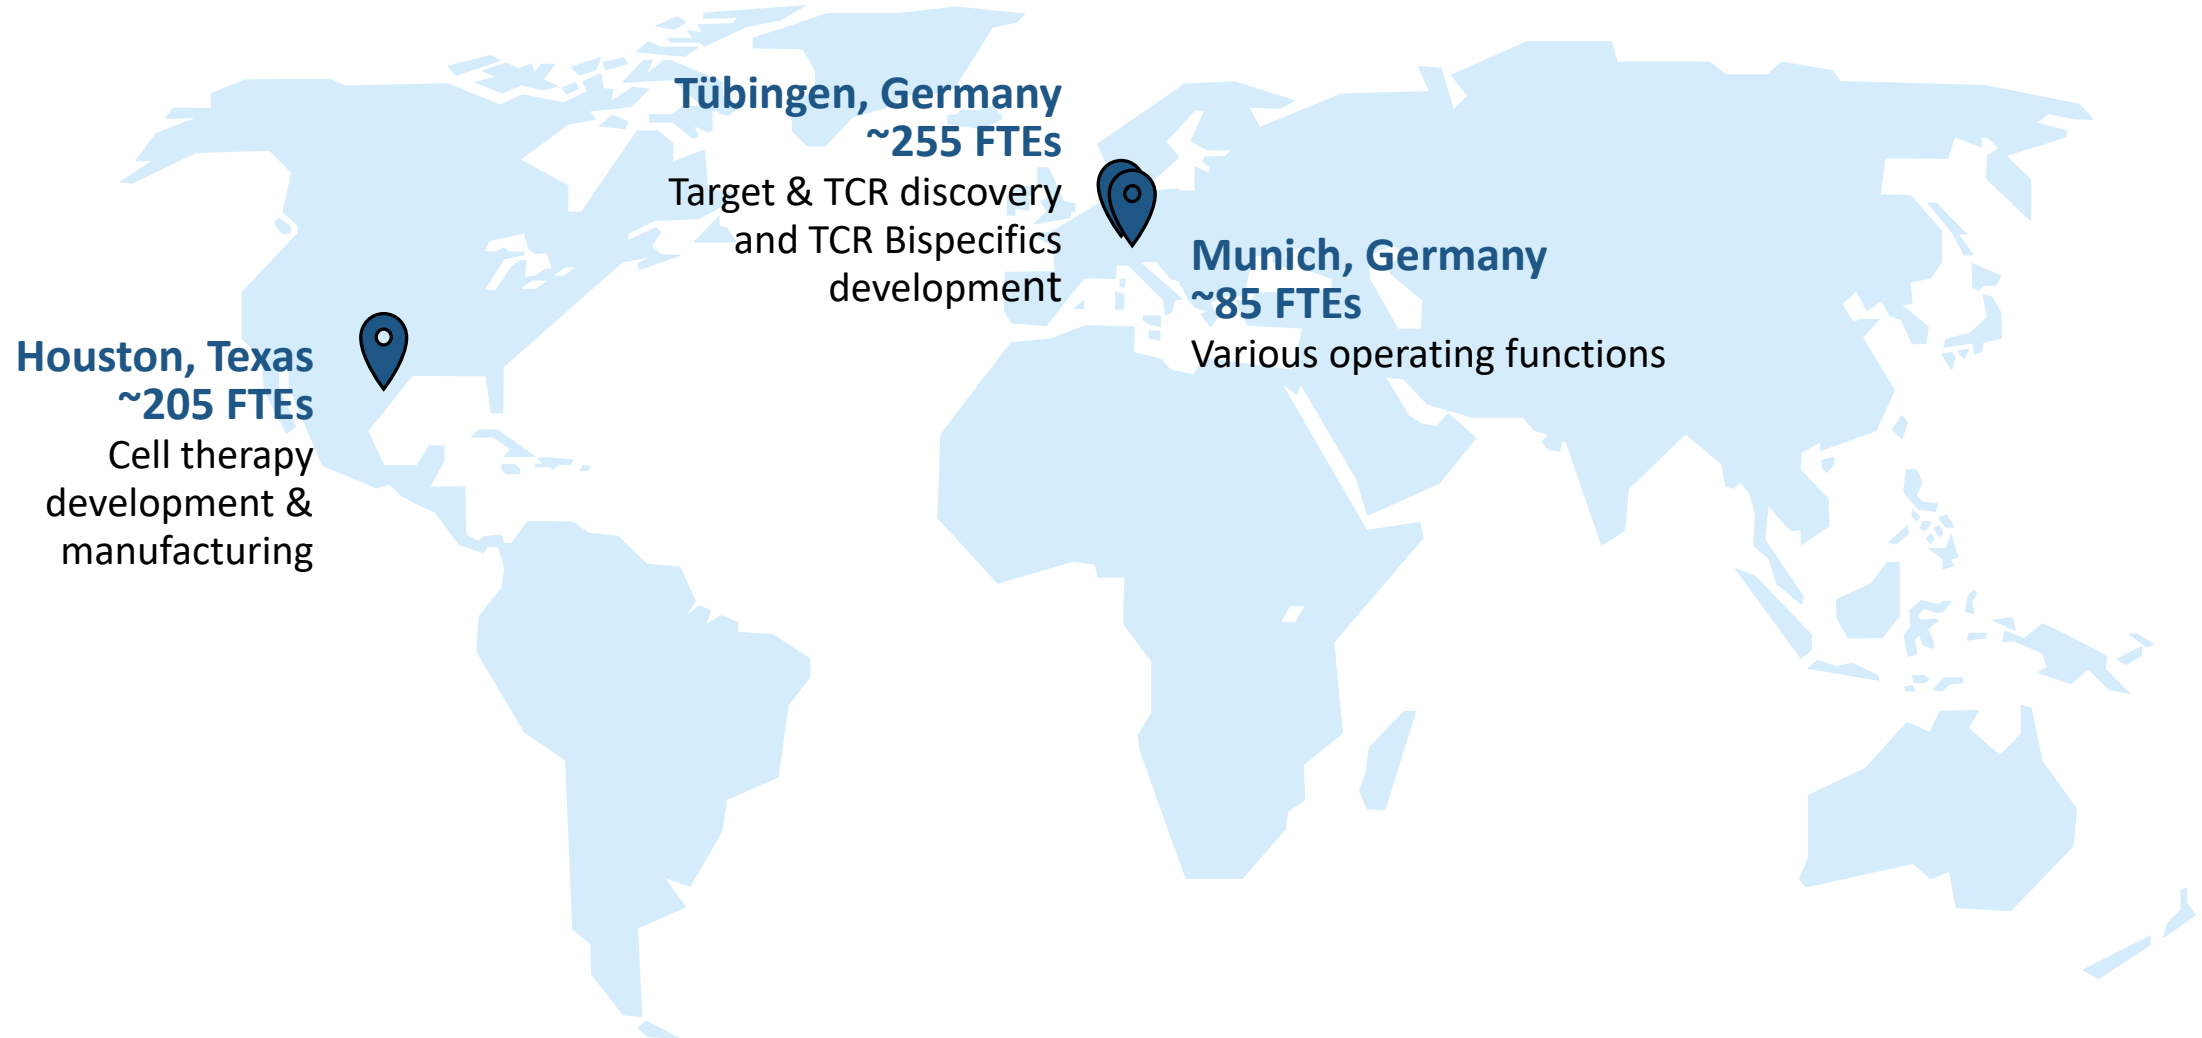 Tübingen, Germany
~255 FTEs
Target & TCR discovery
and TCR Bispecifics
development
Munich, Germany
~85 FTEs
Various operating functions
Houston, Texas
~205 FTEs
Cell therapy
development &
manufacturing